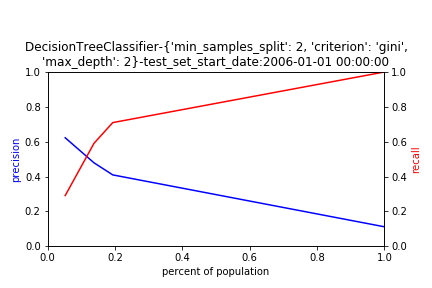 DecisionTreeClassifier-{'min_samples_split': 2, 'criterion': 'gini',
'max_depth': 2}-test_set_start_date:2006-01-01 00:00:00
1.0
0.8
0.6
0.4
0.2
0.0
precision
1.0
0.8
0.6
0.4
0.2
0.0
recall
0.0 0.2 0.4 0.6 0.8 1.0
percent of population